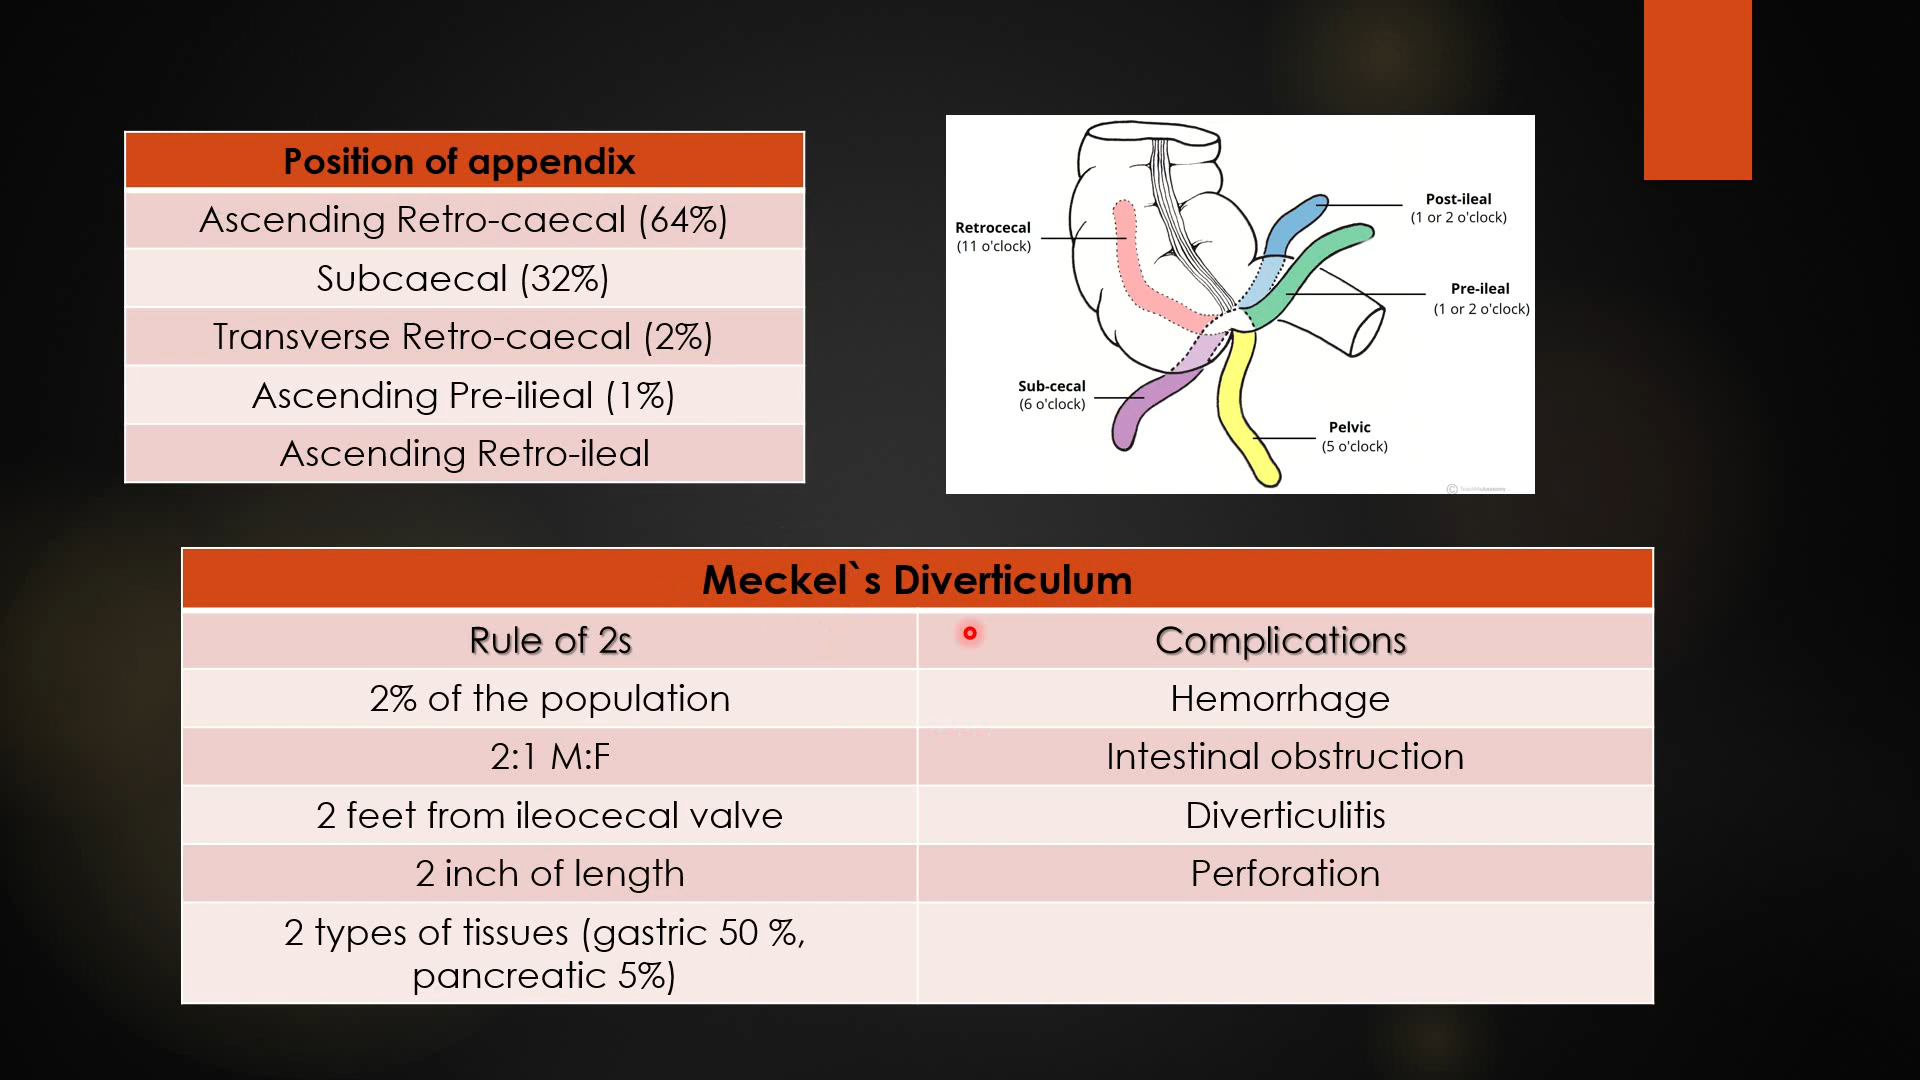 Position of appendix
Ascending Retro-caecal (64%)
Subcaecal (32%)
Transverse Retro-caecal (2%)
Ascending Pre-ilieal (1%)
Ascending Retro-ileal
Post-ileal
(1 or 2 o'clock)
Retrocecal
(11 o'clock)
Pre-ileal
(1 or 2 o'clock)
Sub-cecal
(6 o'clock)
Pelvic
(5 o'clock)
© TeachMeAnatomy
Meckel`s Diverticulum
Rule of 2s
Complications
2% of the population
Hemorrhage
2:1 M:F
Intestinal obstruction
2 feet from ileocecal valve
Diverticulitis
2 inch of length
Perforation
2 types of tissues (gastric 50 %,
pancreatic 5%)